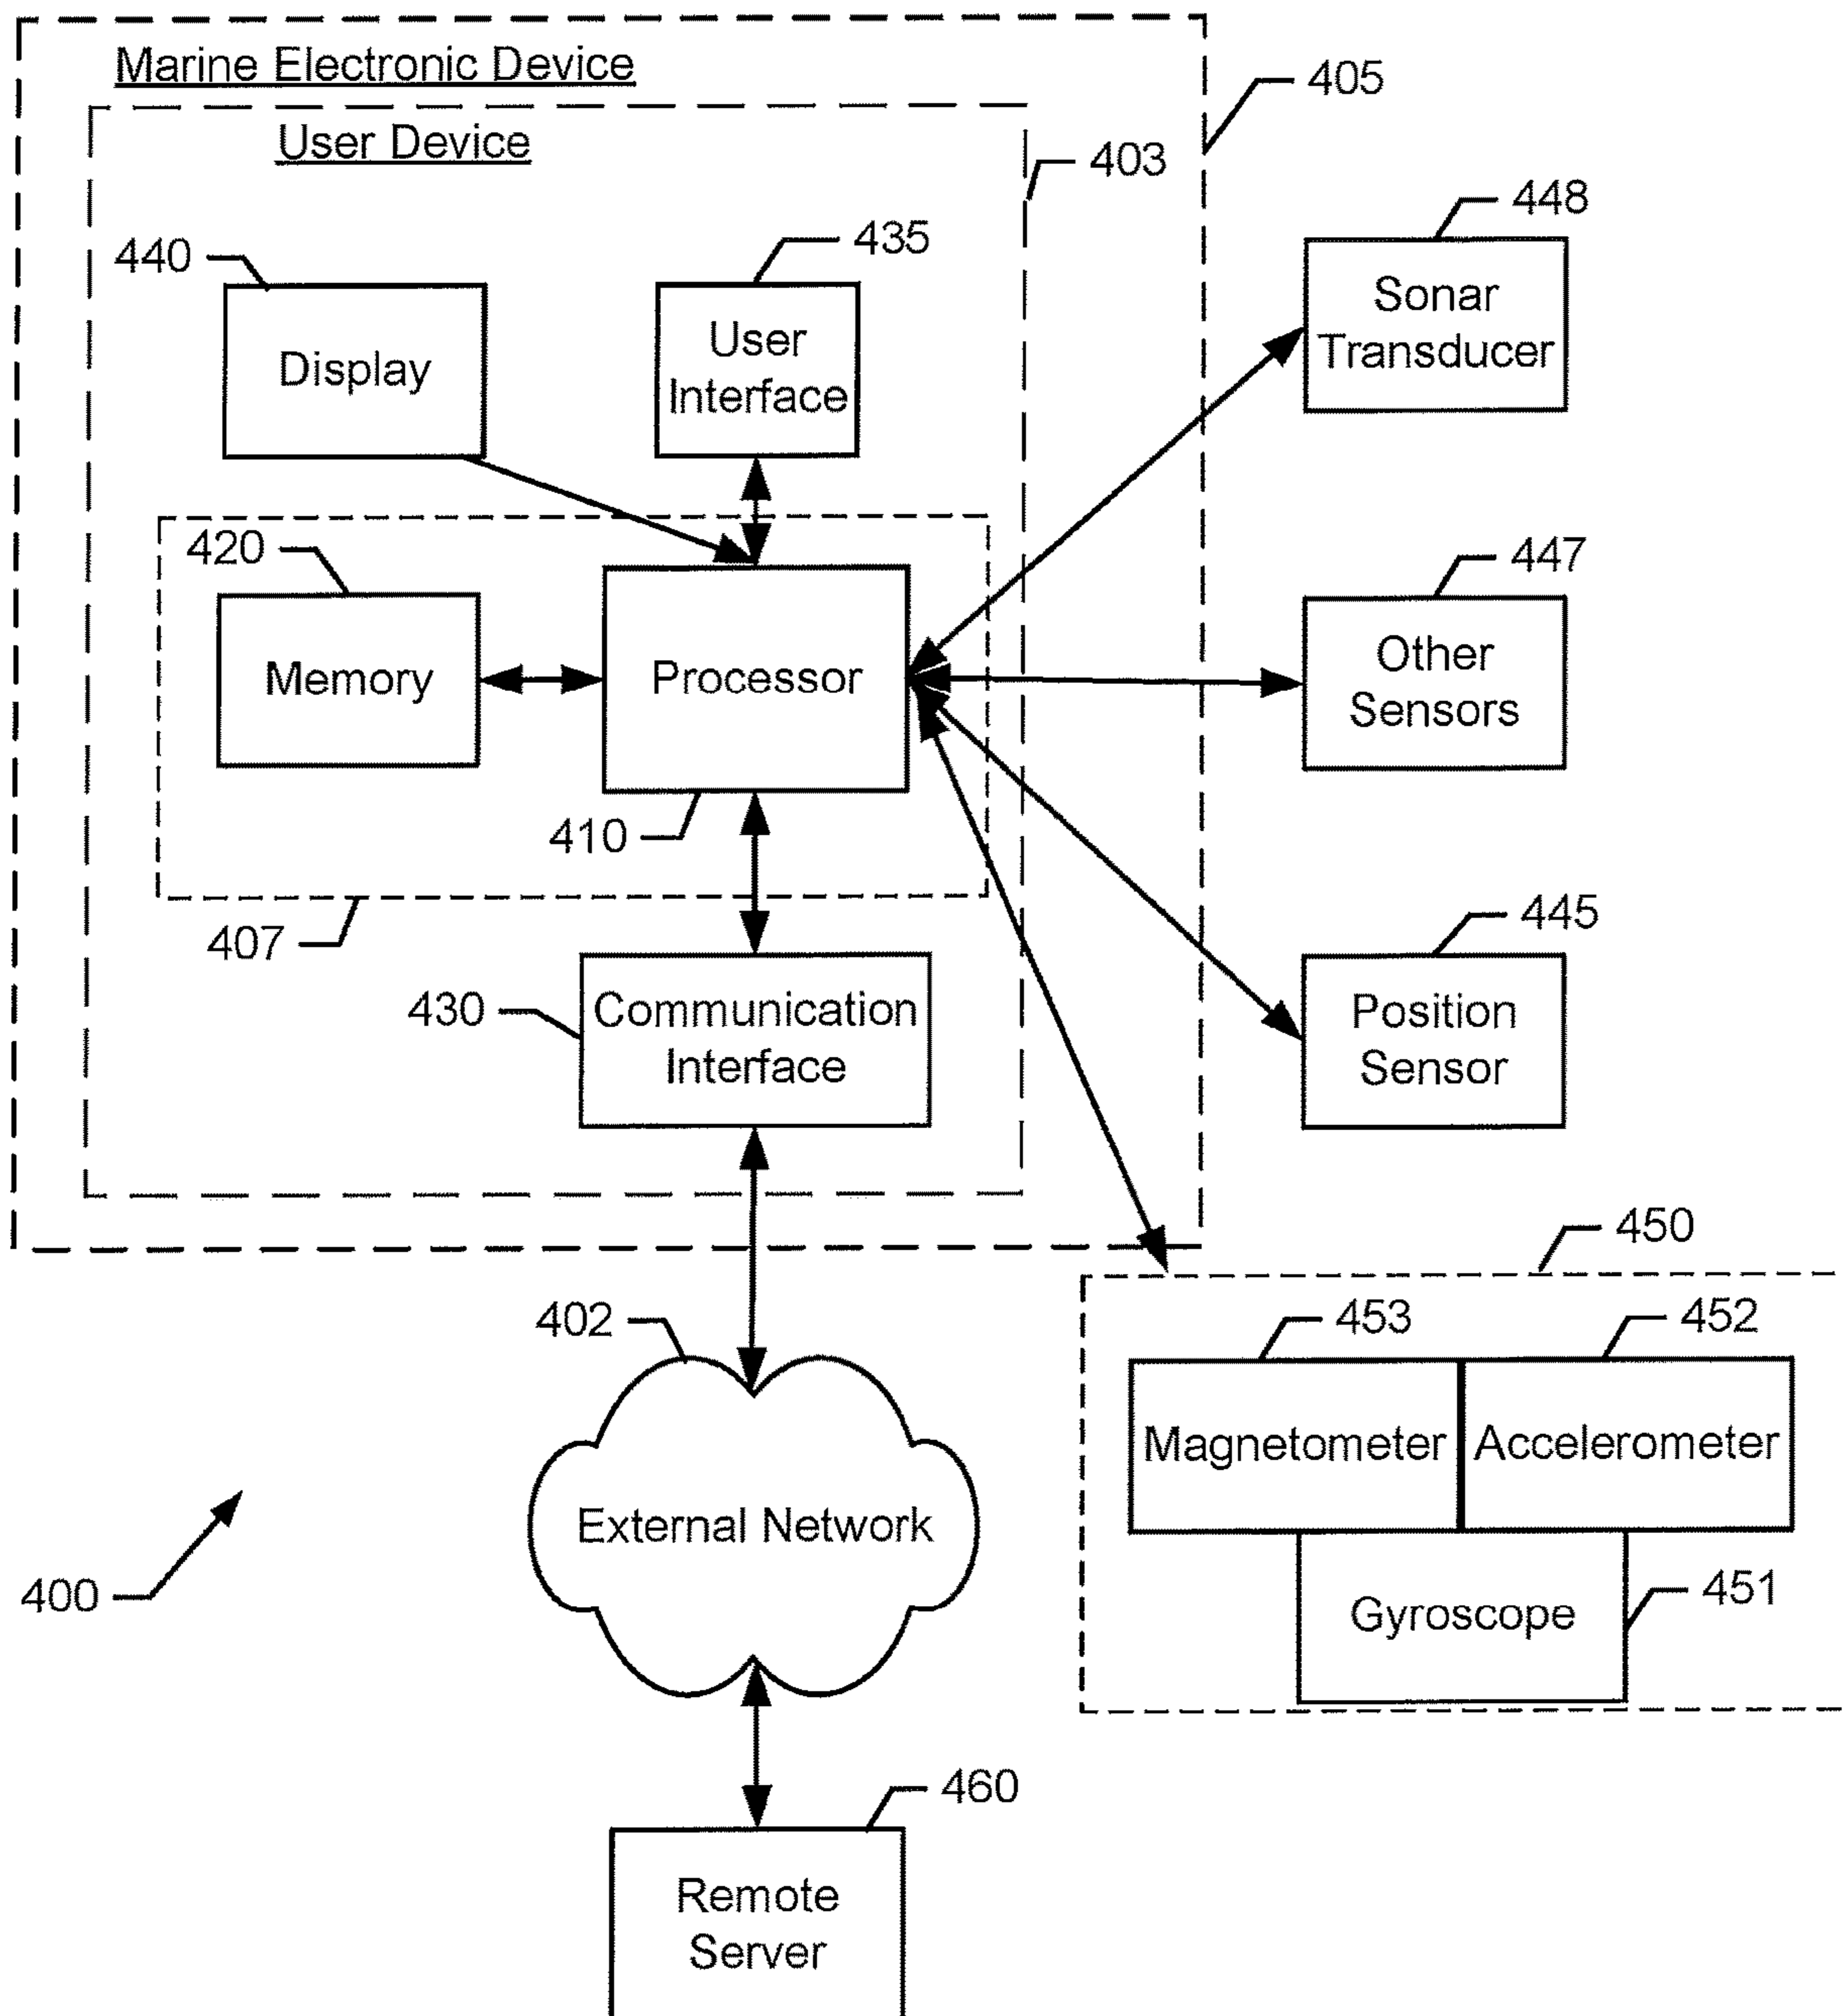 Marine Electronic Device
405
User Device
403
448
440
435
Sonar
Transducer
Display
User
Interface
420
447
Memory
Processor
Other
Sensors
410
407
445
430
Communication
Interface
Position
Sensor
450
402
453
452
Magnetometer
Accelerometer
External Network
400
Gyroscope
451
460
Remote
Server